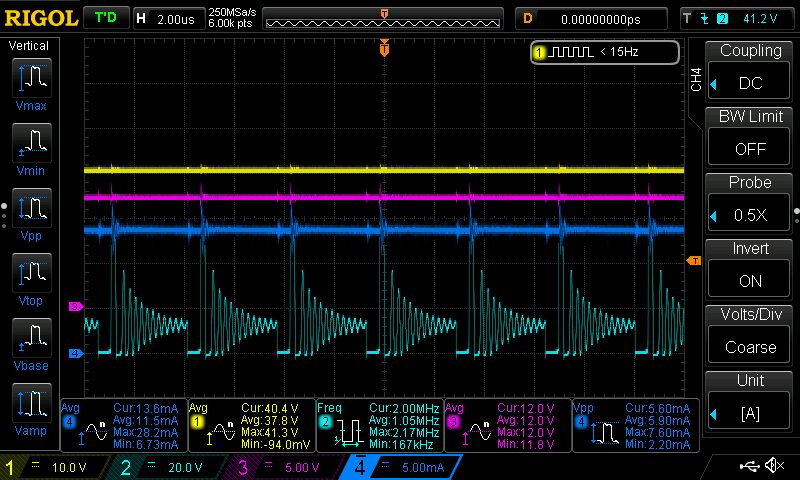 RIGOL T'D H 2.00us 250MSa/s 6.00k pts T D 0.00000000ps T 2 41.2 V
Vertical
1 < 15Hz
Vmax
Vmin
Vpp
Vtop
Vbase
Vamp
T
3
4
T
CH4
Coupling
DC
BW Limit
OFF
Probe
0.5X
Invert
ON
Volts/Div
Coarse
Unit
[A]
Avg 4 Cur:13.6mA
Avg:11.5mA
Max:28.2mA
Min:6.73mA
Avg 1 Cur:40.4 V
Avg:37.8 V
Max:41.3 V
Min:-94.0mV
Freq 2 Cur:2.00MHz
Avg:1.05MHz
Max:2.17MHz
Min:167kHz
Avg 3 Cur:12.0 V
Avg:12.0 V
Max:12.0 V
Min:11.8 V
Vpp 4 Cur:5.60mA
Avg:5.90mA
Max:7.60mA
Min:2.20mA
1 10.0 V 2 20.0 V 3 5.00 V 4 5.00mA